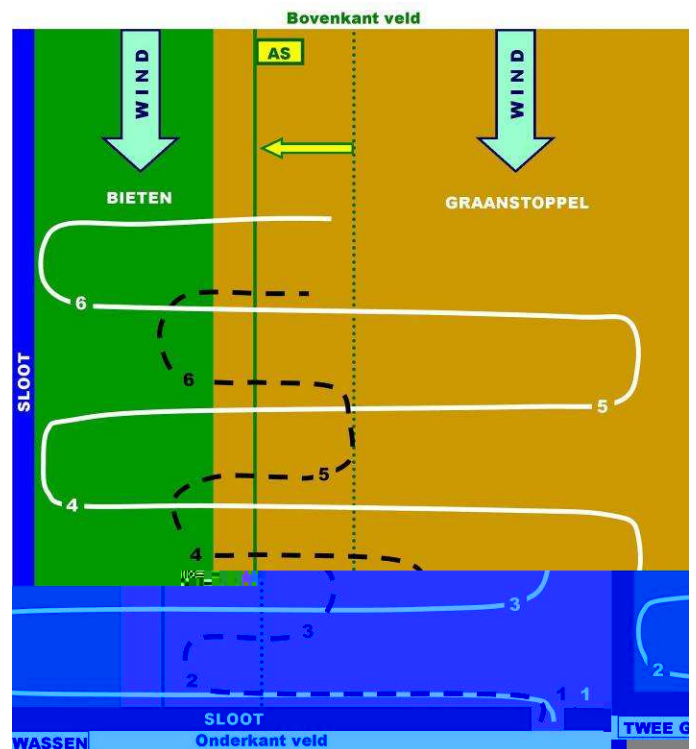 Bovenkant veld
WIND
AS
WIND
BIETEN
GRAANSTOPPEL
6
SLOOT
6
5
5
4
4
3
3
2
2
1
1
SLOOT
TWEE G
WASSEN
Onderkant veld